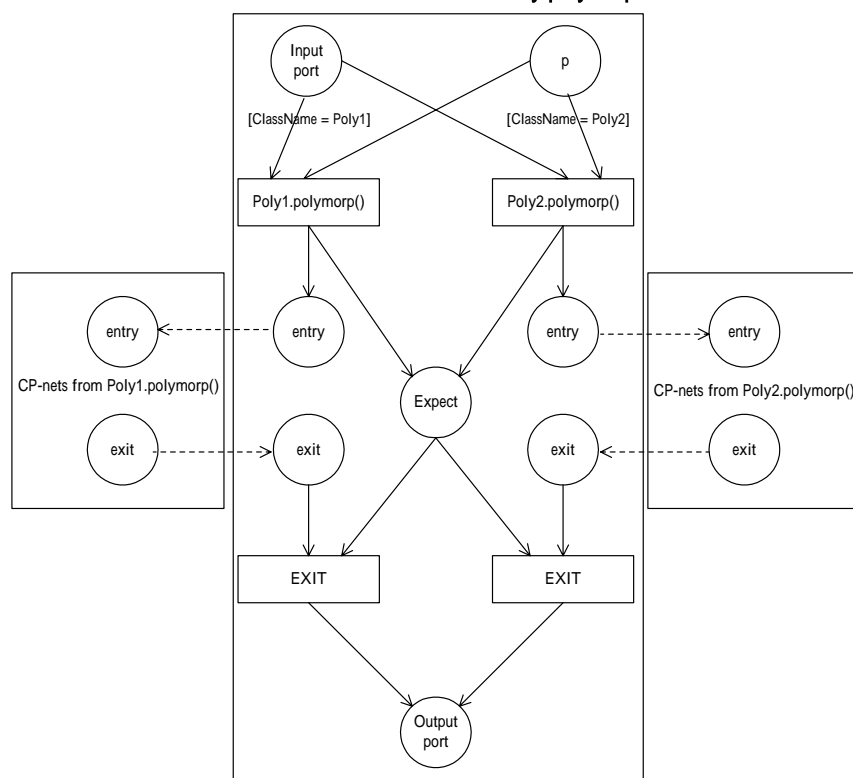 Input
port
p
[ClassName = Poly1]
[ClassName = Poly2]
Poly1.polymorp()
Poly2.polymorp()
entry
entry
entry
entry
CP-nets from Poly1.polymorp()
Expect
CP-nets from Poly2.polymorp()
exit
exit
exit
exit
EXIT
EXIT
Output
port